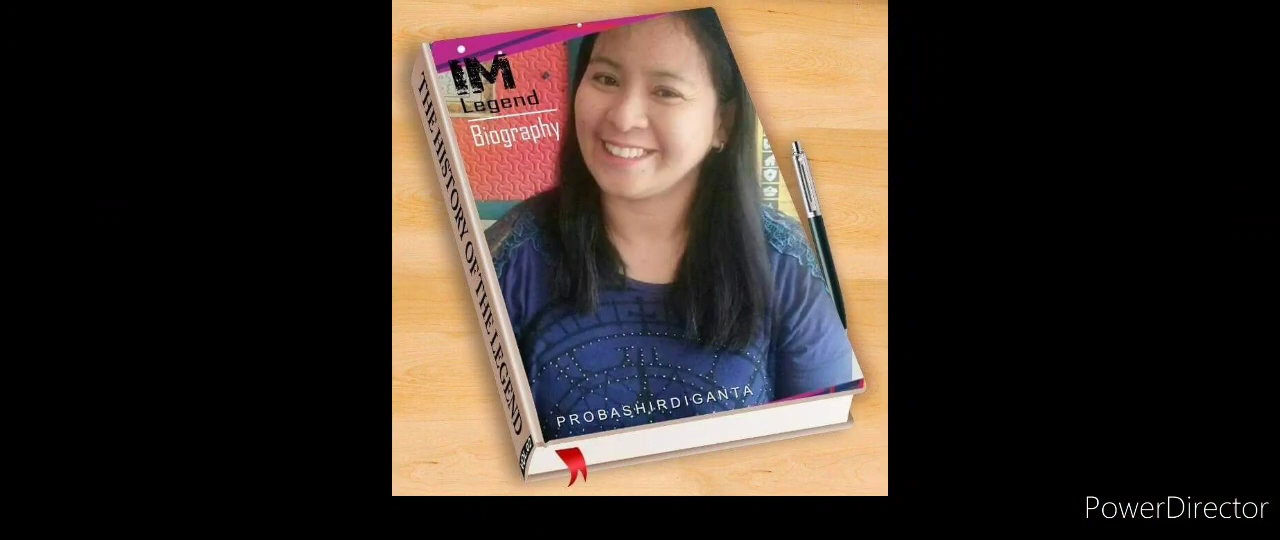 IM
Legend
Biography
THE HISTORY OF THE LEGEND
PROBASHIRDIGANTA
PowerDirector